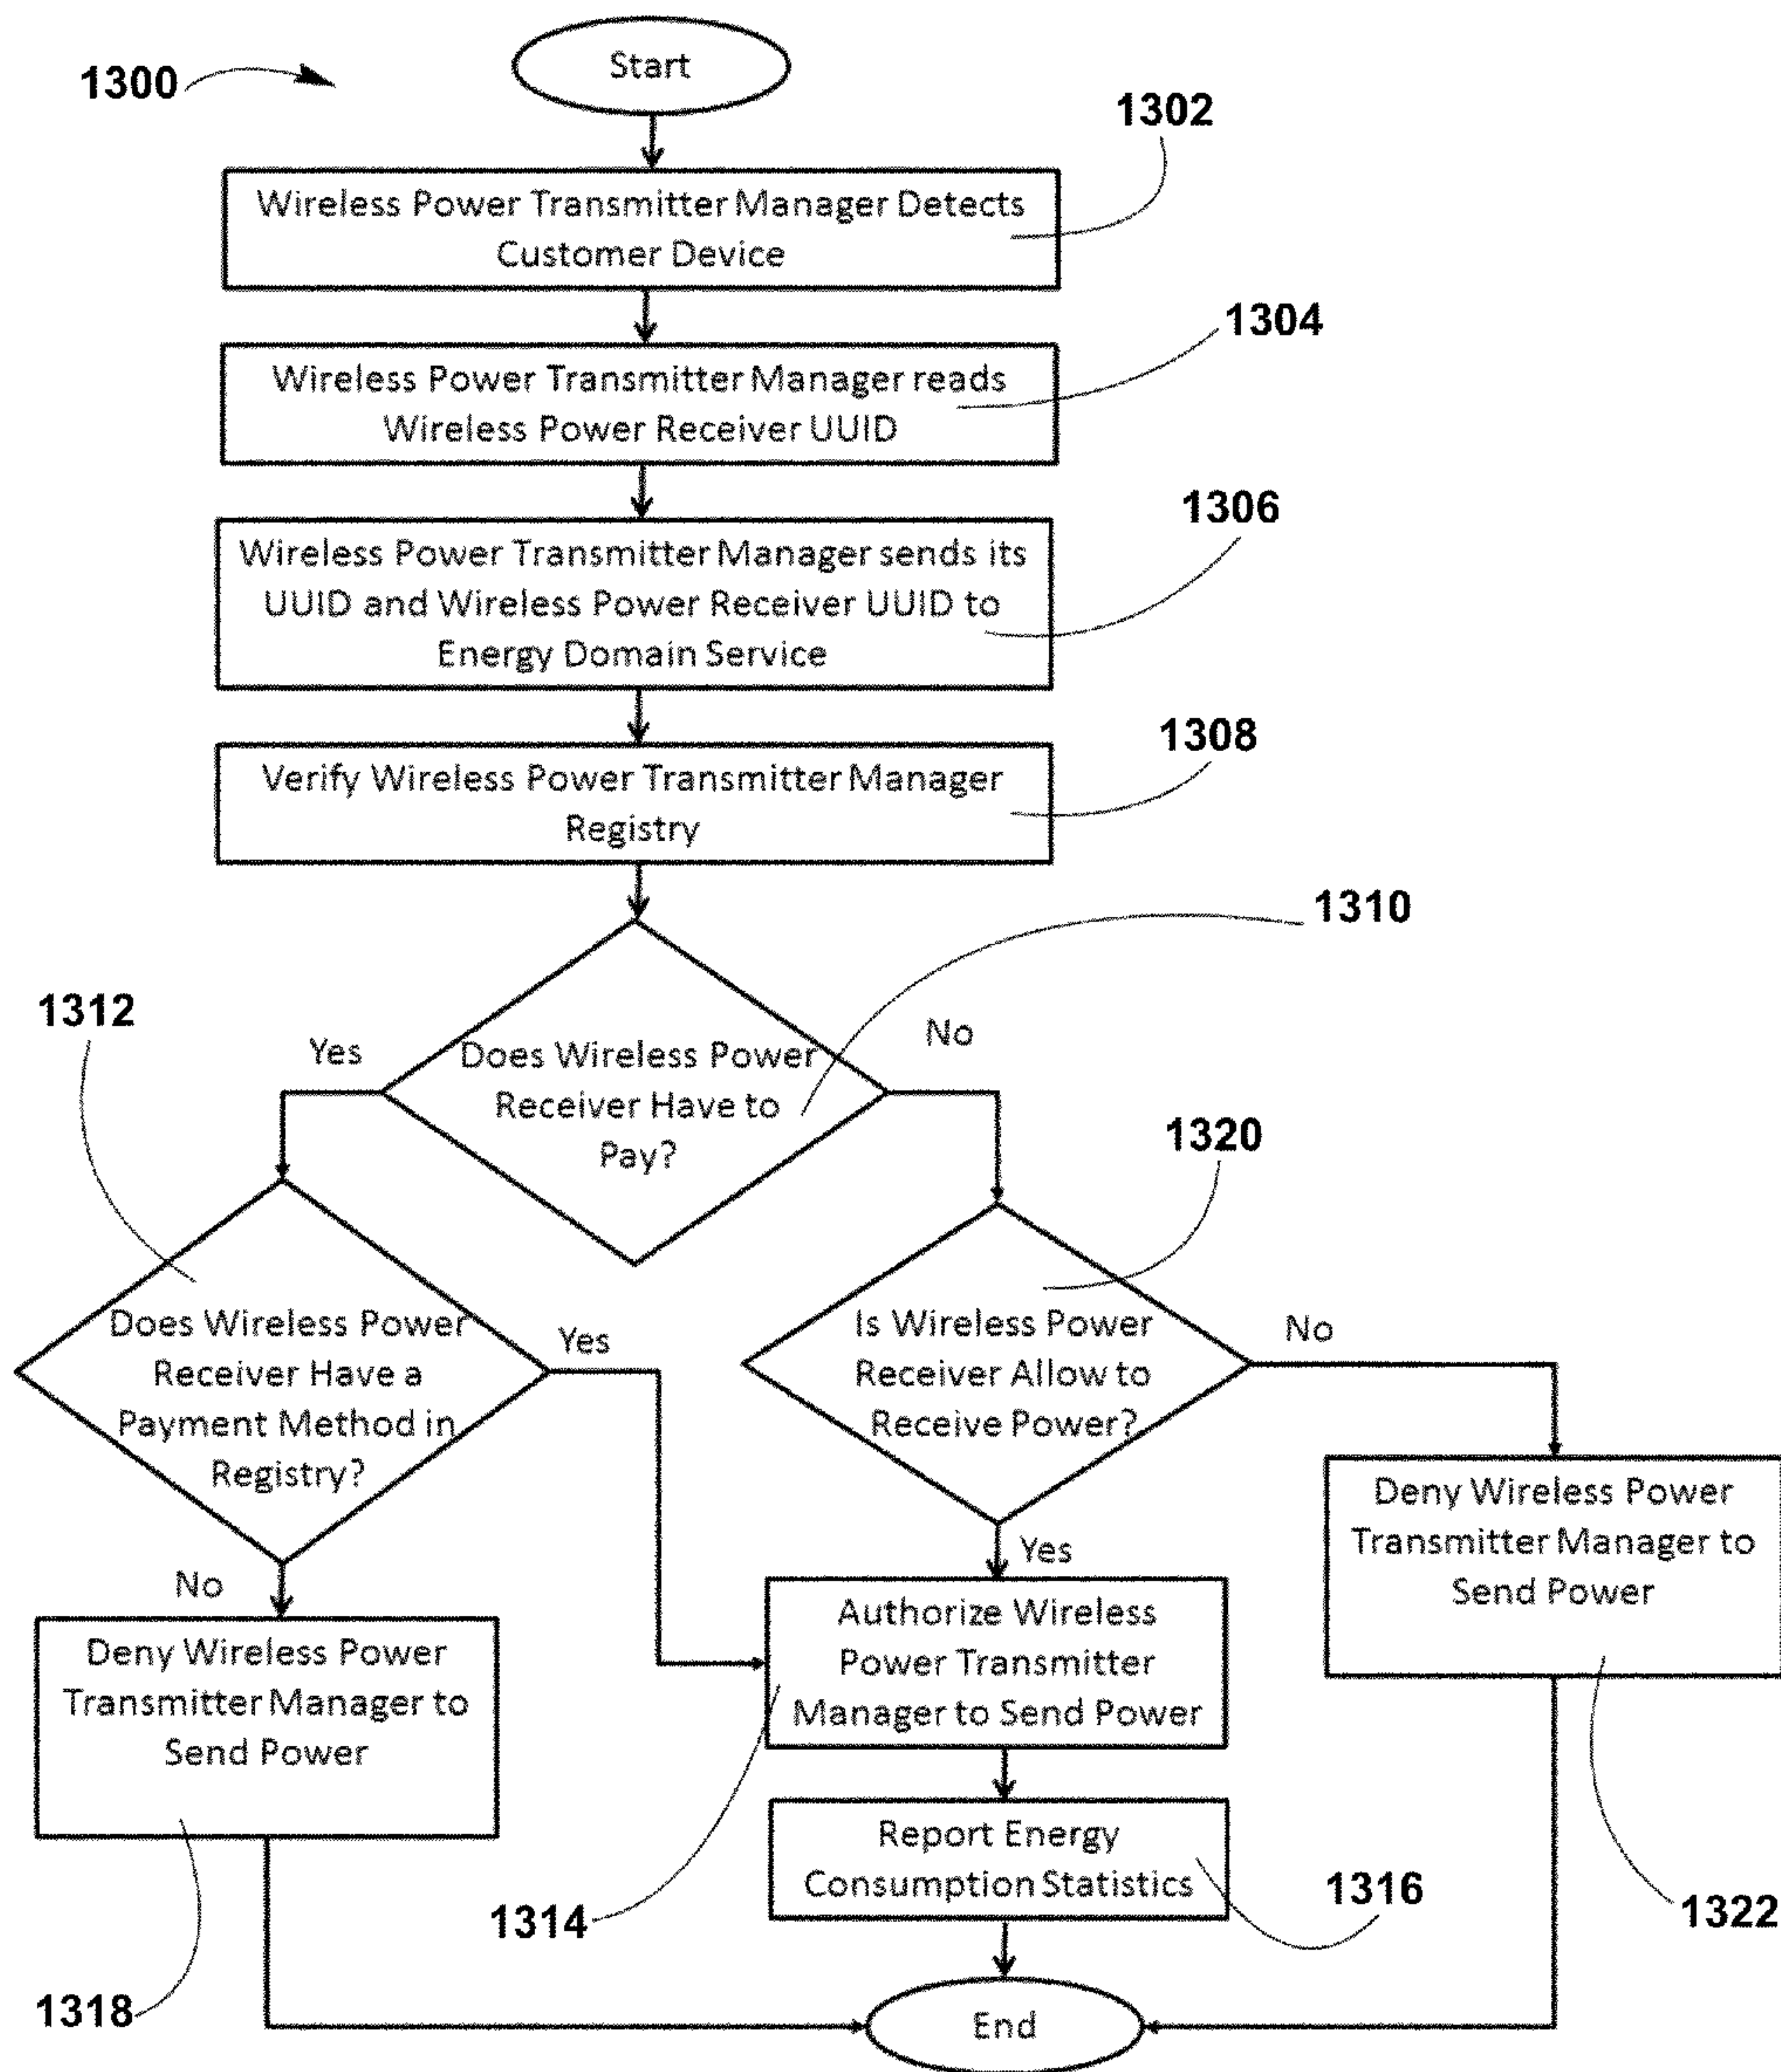 Start
1300
1302
Wireless Power Transmitter Manager Detects
Customer Device
1304
Wireless Power Transmitter Manager reads
Wireless Power Receiver UUID
1306
Wireless Power Transmitter Manager sends its
UUID and Wireless Power Receiver UUID to
Energy Domain Service
1308
Verify Wireless Power Transmitter Manager
Registry
1310
1312
Yes
No
Does Wireless Power
Receiver Have to
Pay?
1320
Does Wireless Power
Receiver Have a
Payment Method in
Registry?
Yes
Is Wireless Power
Receiver Allow to
Receive Power?
No
No
Yes
Deny Wireless Power
Transmitter Manager to
Send Power
Authorize Wireless
Power Transmitter
Manager to Send Power
Deny Wireless Power
Transmitter Manager to
Send Power
Report Energy
Consumption Statistics
1314
1316
1322
1318
End